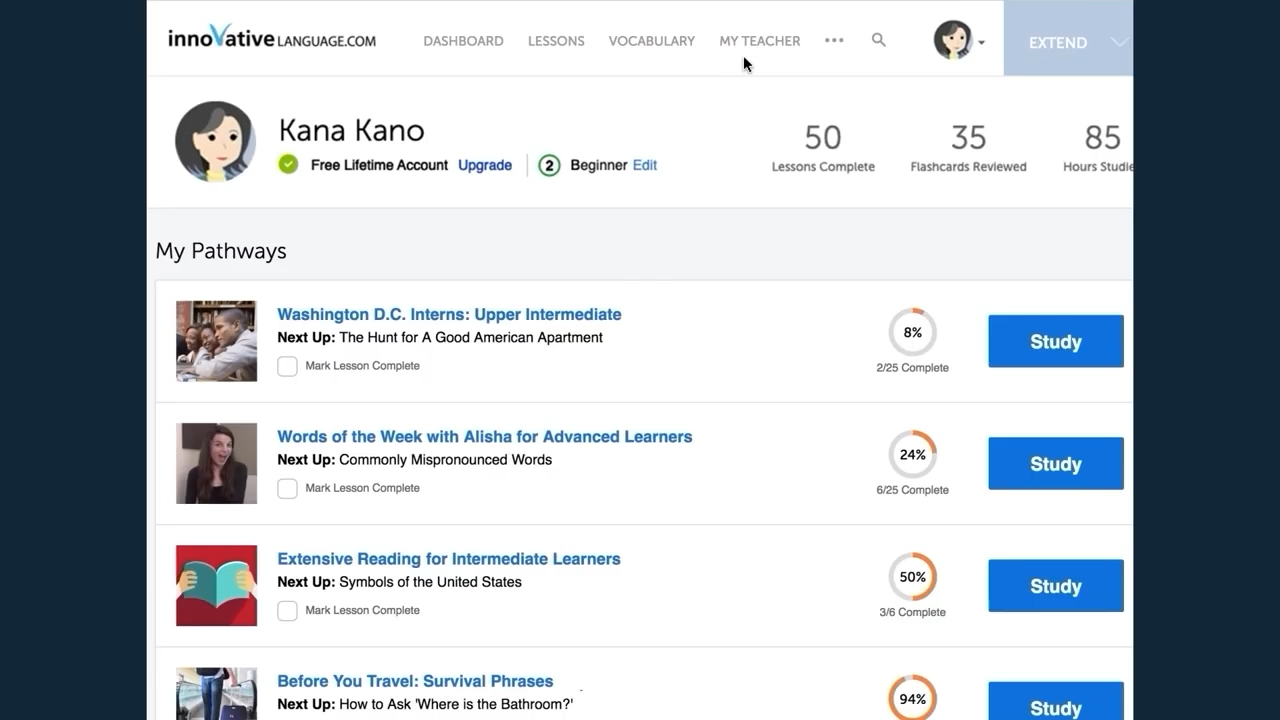 innoVative LANGUAGE.COM DASHBOARD LESSONS VOCABULARY MY TEACHER ••• EXTEND
Kana Kano
Free Lifetime Account Upgrade 2 Beginner Edit
50 35 85
Lessons Complete Flashcards Reviewed Hours Studie
My Pathways
Washington D.C. Interns: Upper Intermediate
Next Up: The Hunt for A Good American Apartment
Mark Lesson Complete
8%
2/25 Complete
Study
Words of the Week with Alisha for Advanced Learners
Next Up: Commonly Mispronounced Words
Mark Lesson Complete
24%
6/25 Complete
Study
Extensive Reading for Intermediate Learners
Next Up: Symbols of the United States
Mark Lesson Complete
50%
3/6 Complete
Study
Before You Travel: Survival Phrases
Next Up: How to Ask 'Where is the Bathroom?'
94%
Study